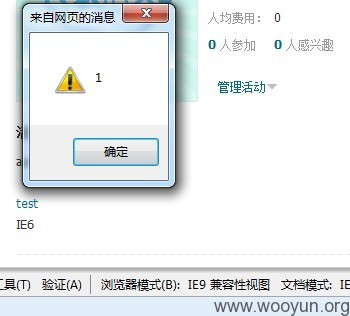 来自网页的消息
人均费用： 0
0 人参加 0 人感兴趣
管理活动
1
确定
test
IE6
工具(T) 验证(A) 浏览器模式(B): IE9 兼容性视图 文档模式: IE
www.wooyun.org